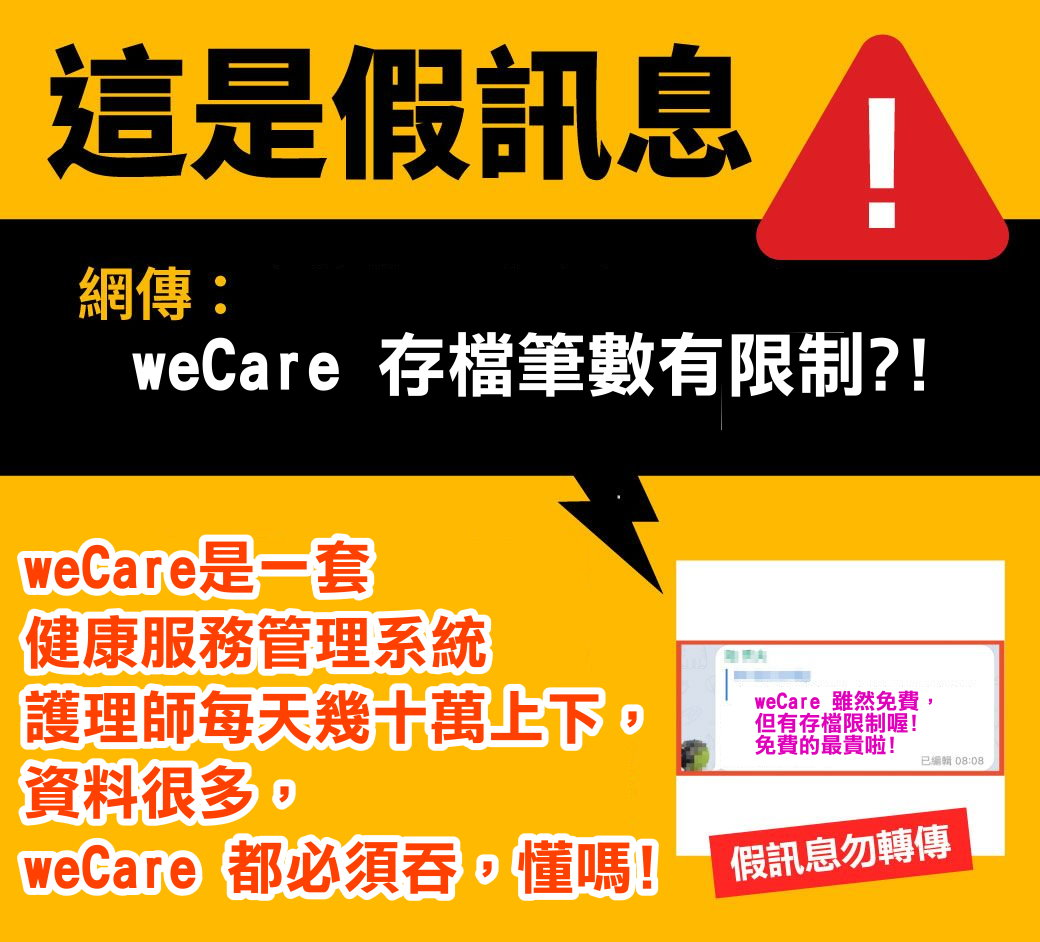 這是假訊息
!
網傳：
weCare 存檔筆數有限制?!
weCare是一套
健康服務管理系統
護理師每天幾十萬上下，
資料很多，
weCare 都必須吞，懂嗎!
weCare 雖然免費，
但有存檔限制喔!
免費的最貴啦!
已編輯 08:08
假訊息勿轉傳